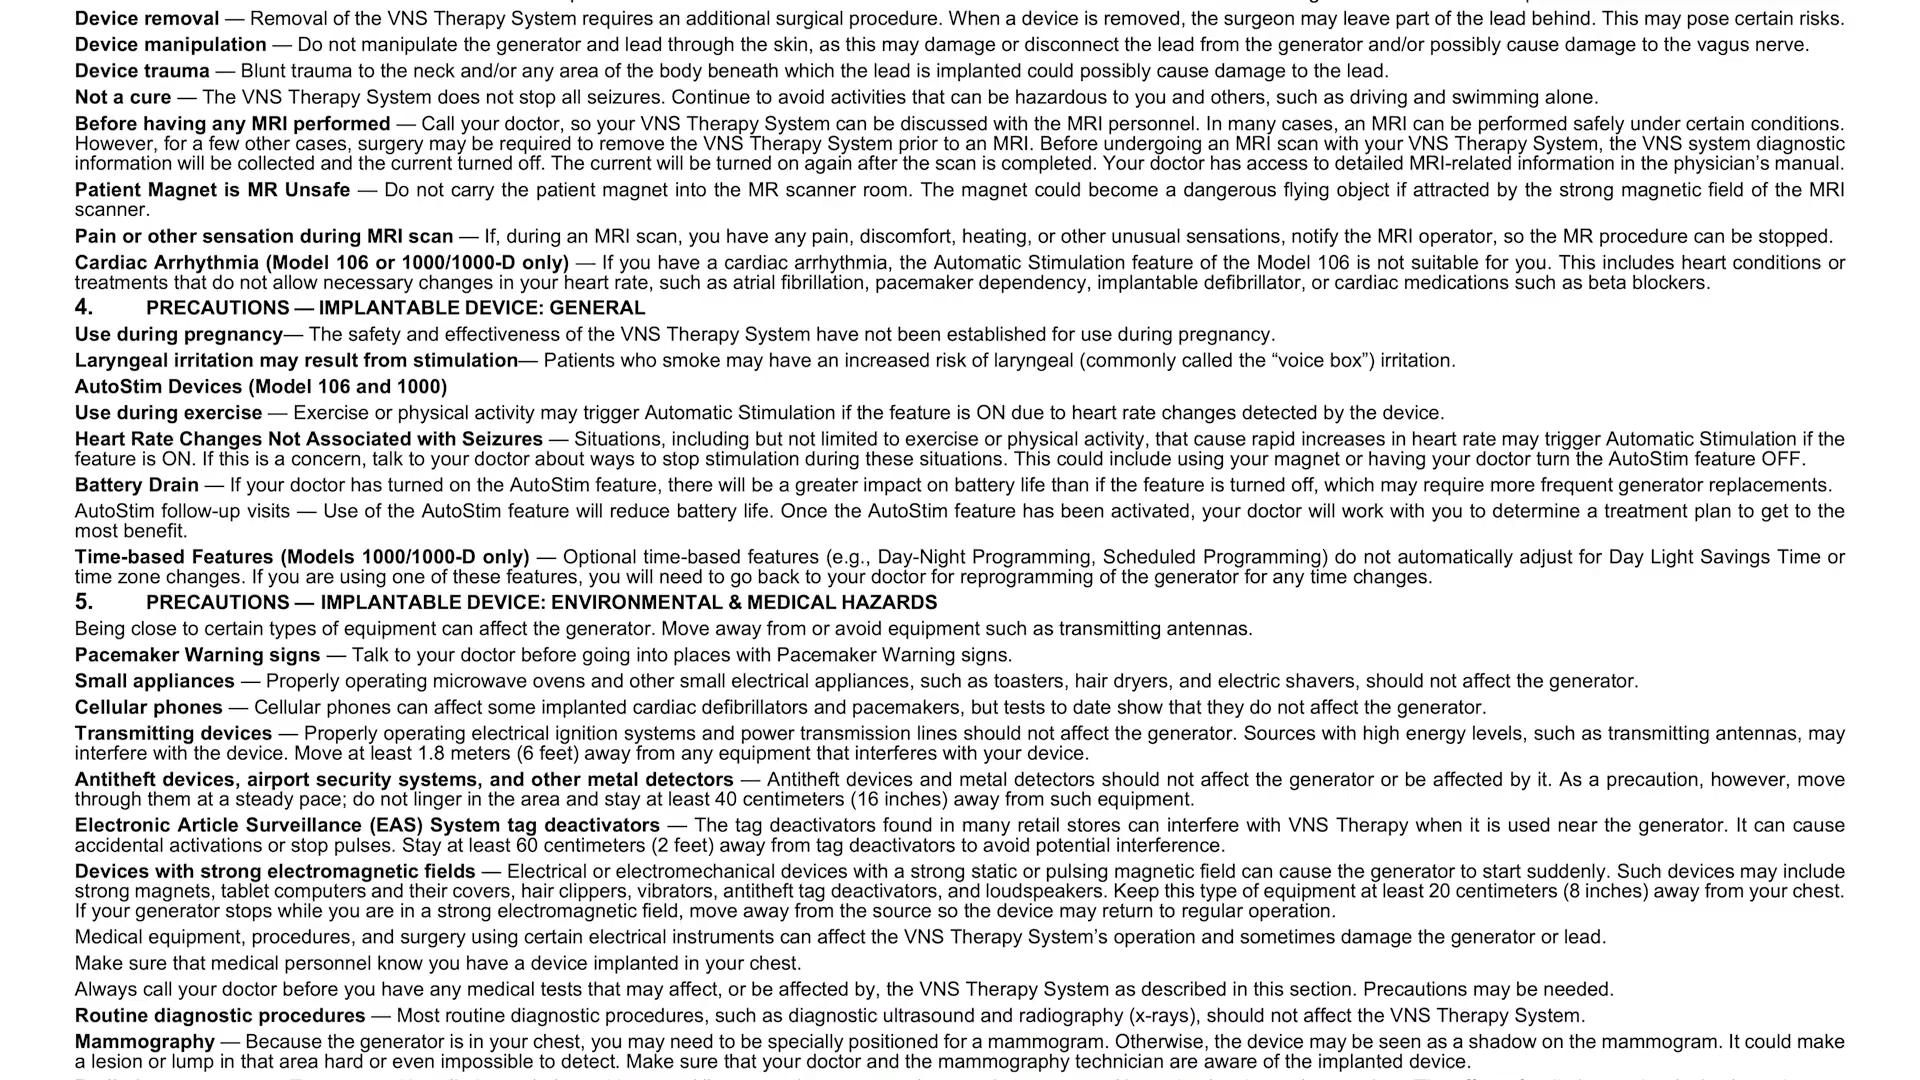 Device removal — Removal of the VNS Therapy System requires an additional surgical procedure. When a device is removed, the surgeon may leave part of the lead behind. This may pose certain risks.
Device manipulation — Do not manipulate the generator and lead through the skin, as this may damage or disconnect the lead from the generator and/or possibly cause damage to the vagus nerve.
Device trauma — Blunt trauma to the neck and/or any area of the body beneath which the lead is implanted could possibly cause damage to the lead.
Not a cure — The VNS Therapy System does not stop all seizures. Continue to avoid activities that can be hazardous to you and others, such as driving and swimming alone.
Before having any MRI performed — Call your doctor, so your VNS Therapy System can be discussed with the MRI personnel. In many cases, an MRI can be performed safely under certain conditions.
However, for a few other cases, surgery may be required to remove the VNS Therapy System prior to an MRI. Before undergoing an MRI scan with your VNS Therapy System, the VNS system diagnostic
information will be collected and the current turned off. The current will be turned on again after the scan is completed. Your doctor has access to detailed MRI-related information in the physician’s manual.
Patient Magnet is MR Unsafe — Do not carry the patient magnet into the MR scanner room. The magnet could become a dangerous flying object if attracted by the strong magnetic field of the MRI
scanner.
Pain or other sensation during MRI scan — If, during an MRI scan, you have any pain, discomfort, heating, or other unusual sensations, notify the MRI operator, so the MR procedure can be stopped.
Cardiac Arrhythmia (Model 106 or 1000/1000-D only) — If you have a cardiac arrhythmia, the Automatic Stimulation feature of the Model 106 is not suitable for you. This includes heart conditions or
treatments that do not allow necessary changes in your heart rate, such as atrial fibrillation, pacemaker dependency, implantable defibrillator, or cardiac medications such as beta blockers.
4. PRECAUTIONS — IMPLANTABLE DEVICE: GENERAL
Use during pregnancy— The safety and effectiveness of the VNS Therapy System have not been established for use during pregnancy.
Laryngeal irritation may result from stimulation— Patients who smoke may have an increased risk of laryngeal (commonly called the “voice box”) irritation.
AutoStim Devices (Model 106 and 1000)
Use during exercise — Exercise or physical activity may trigger Automatic Stimulation if the feature is ON due to heart rate changes detected by the device.
Heart Rate Changes Not Associated with Seizures — Situations, including but not limited to exercise or physical activity, that cause rapid increases in heart rate may trigger Automatic Stimulation if the
feature is ON. If this is a concern, talk to your doctor about ways to stop stimulation during these situations. This could include using your magnet or having your doctor turn the AutoStim feature OFF.
Battery Drain — If your doctor has turned on the AutoStim feature, there will be a greater impact on battery life than if the feature is turned off, which may require more frequent generator replacements.
AutoStim follow-up visits — Use of the AutoStim feature will reduce battery life. Once the AutoStim feature has been activated, your doctor will work with you to determine a treatment plan to get to the
most benefit.
Time-based Features (Models 1000/1000-D only) — Optional time-based features (e.g., Day-Night Programming, Scheduled Programming) do not automatically adjust for Day Light Savings Time or
time zone changes. If you are using one of these features, you will need to go back to your doctor for reprogramming of the generator for any time changes.
5. PRECAUTIONS — IMPLANTABLE DEVICE: ENVIRONMENTAL & MEDICAL HAZARDS
Being close to certain types of equipment can affect the generator. Move away from or avoid equipment such as transmitting antennas.
Pacemaker Warning signs — Talk to your doctor before going into places with Pacemaker Warning signs.
Small appliances — Properly operating microwave ovens and other small electrical appliances, such as toasters, hair dryers, and electric shavers, should not affect the generator.
Cellular phones — Cellular phones can affect some implanted cardiac defibrillators and pacemakers, but tests to date show that they do not affect the generator.
Transmitting devices — Properly operating electrical ignition systems and power transmission lines should not affect the generator. Sources with high energy levels, such as transmitting antennas, may
interfere with the device. Move at least 1.8 meters (6 feet) away from any equipment that interferes with your device.
Antitheft devices, airport security systems, and other metal detectors — Antitheft devices and metal detectors should not affect the generator or be affected by it. As a precaution, however, move
through them at a steady pace; do not linger in the area and stay at least 40 centimeters (16 inches) away from such equipment.
Electronic Article Surveillance (EAS) System tag deactivators — The tag deactivators found in many retail stores can interfere with VNS Therapy when it is used near the generator. It can cause
accidental activations or stop pulses. Stay at least 60 centimeters (2 feet) away from tag deactivators to avoid potential interference.
Devices with strong electromagnetic fields — Electrical or electromechanical devices with a strong static or pulsing magnetic field can cause the generator to start suddenly. Such devices may include
strong magnets, tablet computers and their covers, hair clippers, vibrators, antitheft tag deactivators, and loudspeakers. Keep this type of equipment at least 20 centimeters (8 inches) away from your chest.
If your generator stops while you are in a strong electromagnetic field, move away from the source so the device may return to regular operation.
Medical equipment, procedures, and surgery using certain electrical instruments can affect the VNS Therapy System’s operation and sometimes damage the generator or lead.
Make sure that medical personnel know you have a device implanted in your chest.
Always call your doctor before you have any medical tests that may affect, or be affected by, the VNS Therapy System as described in this section. Precautions may be needed.
Routine diagnostic procedures — Most routine diagnostic procedures, such as diagnostic ultrasound and radiography (x-rays), should not affect the VNS Therapy System.
Mammography — Because the generator is in your chest, you may need to be specially positioned for a mammogram. Otherwise, the device may be seen as a shadow on the mammogram. It could make
a lesion or lump in that area hard or even impossible to detect. Make sure that your doctor and the mammography technician are aware of the implanted device.